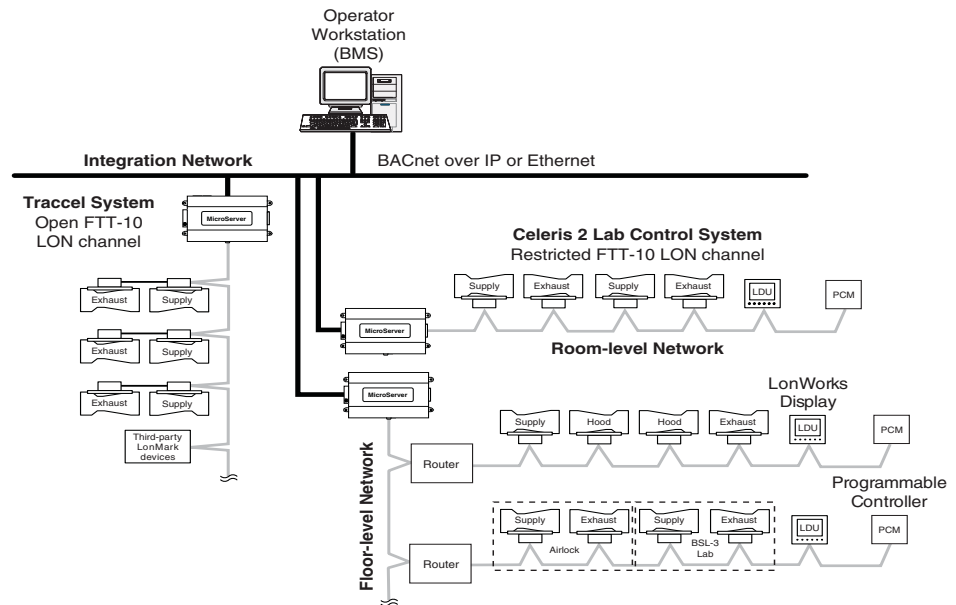 Operator
Workstation
(BMS)
Integration Network
BACnet over IP or Ethernet
Traccel System
Open FTT-10
LON channel
MicroServer
Exhaust
Supply
Exhaust
Supply
Exhaust
Supply
Third-party
LonMark
devices
Celeris 2 Lab Control System
Restricted FTT-10 LON channel
Supply
Exhaust
Supply
Exhaust
LDU
PCM
MicroServer
Room-level Network
MicroServer
LonWorks
Display
Floor-level Network
Router
Supply
Hood
Hood
Exhaust
LDU
PCM
Programmable
Controller
Router
Supply
Exhaust
Airlock
Supply
Exhaust
BSL-3
Lab
LDU
PCM